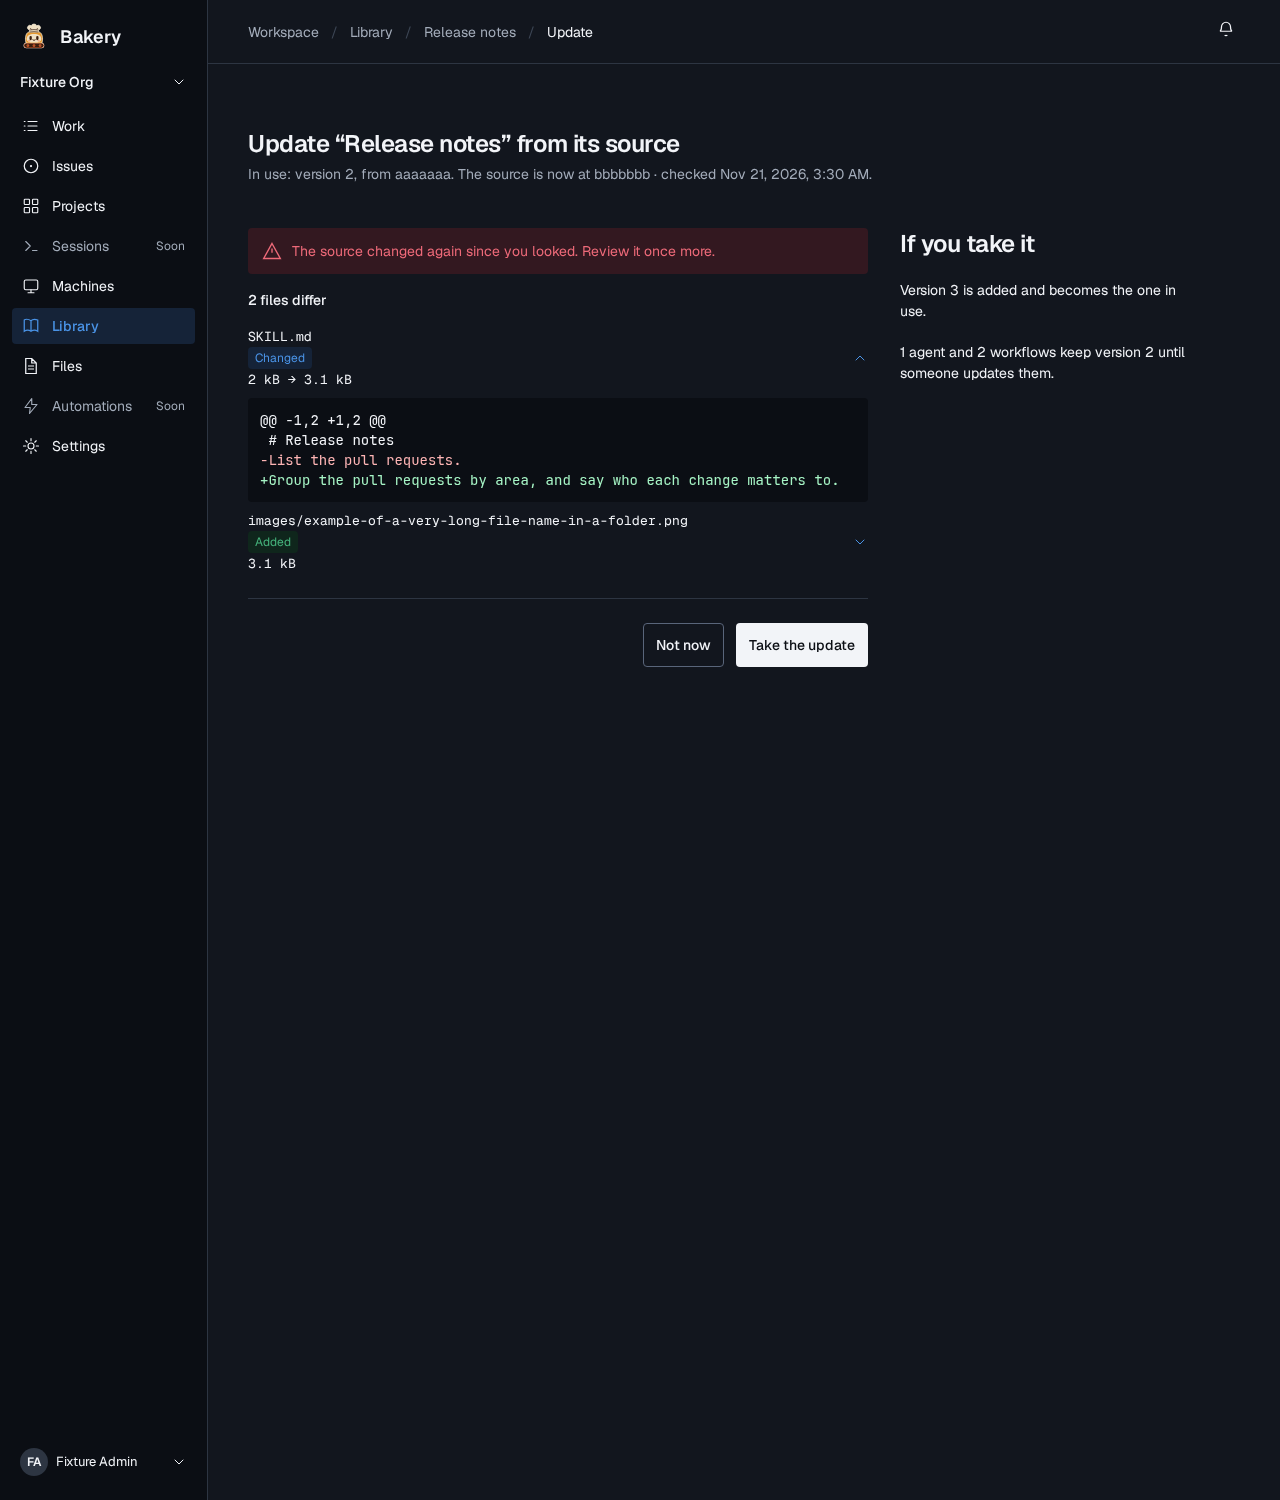 Bakery
Fixture Org
Work
Issues
Projects
Sessions Soon
Machines
Library
Files
Automations Soon
Settings
FA Fixture Admin
Workspace / Library / Release notes / Update
Update “Release notes” from its source
In use: version 2, from aaaaaaa. The source is now at bbbbbbb · checked Nov 21, 2026, 3:30 AM.
The source changed again since you looked. Review it once more.
2 files differ
SKILL.md
Changed
2 kB → 3.1 kB
@@ -1,2 +1,2 @@
# Release notes
-List the pull requests.
+Group the pull requests by area, and say who each change matters to.
images/example-of-a-very-long-file-name-in-a-folder.png
Added
3.1 kB
Not now
Take the update
If you take it
Version 3 is added and becomes the one in
use.
1 agent and 2 workflows keep version 2 until
someone updates them.